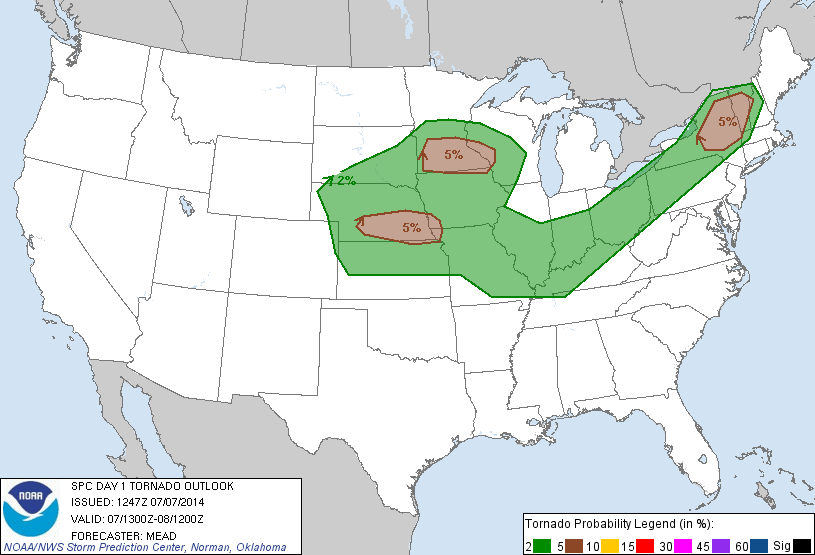 5%
5%
2%
5%
NOAA
SPC DAY 1 TORNADO OUTLOOK
ISSUED: 1247Z 07/07/2014
VALID: 07/1300Z-08/1200Z
FORECASTER: MEAD
NOAA/NWS Storm Prediction Center, Norman, Oklahoma
Tornado Probability Legend (in %):
2 5 10 15 30 45 60 Sig